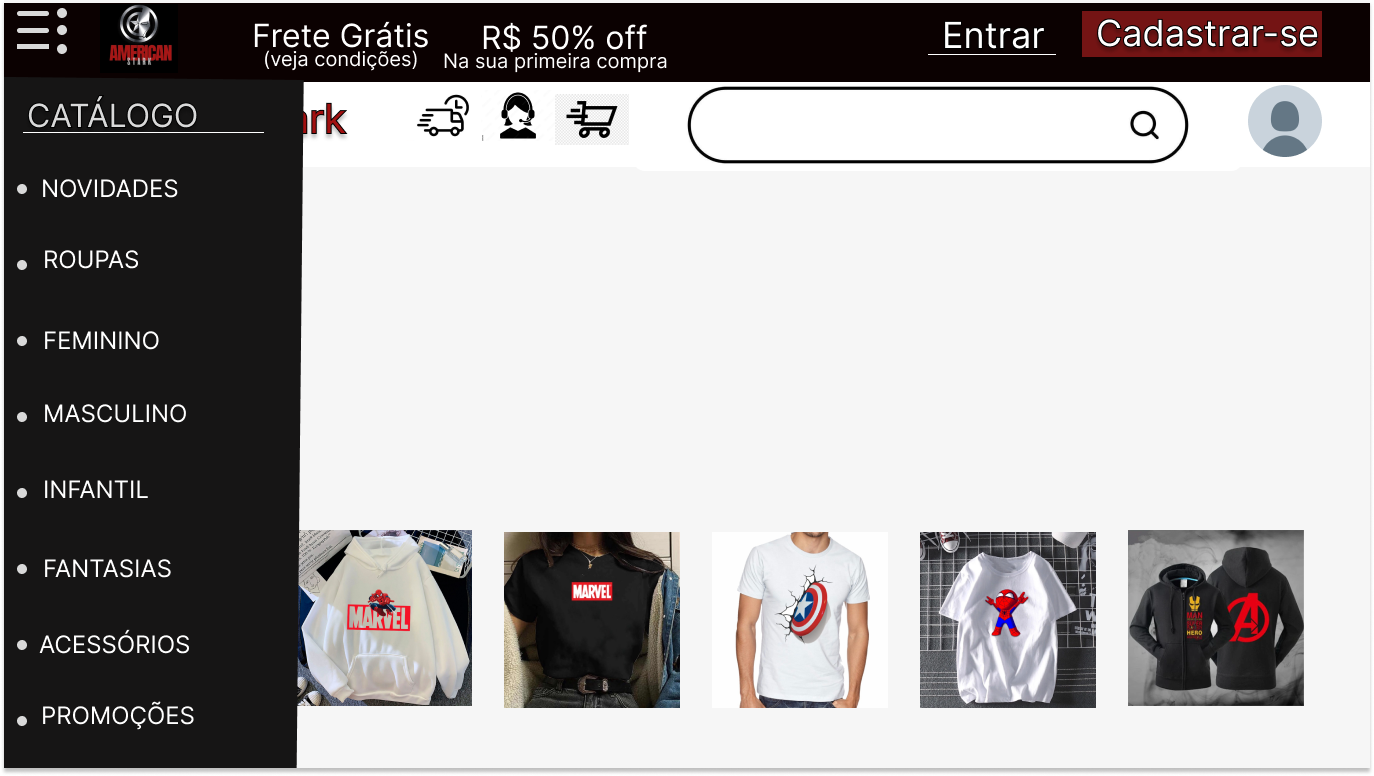 AMERICAN
STARK
Frete Grátis
(veja condições)
R$ 50% off
Na sua primeira compra
Entrar
Cadastrar-se
CATÁLOGO
ark
NOVIDADES
ROUPAS
FEMININO
MASCULINO
INFANTIL
FANTASIAS
ACESSÓRIOS
PROMOÇÕES
MARVEL
MARVEL
MAN
HERO